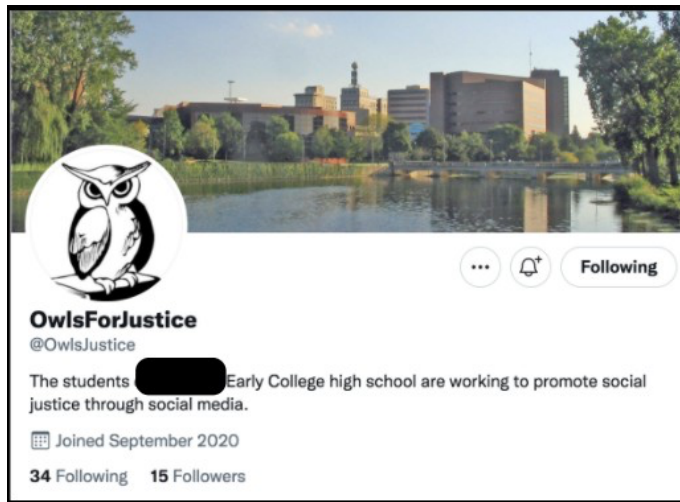 Following
OwlsForJustice
@OwlsJustice
The students Early College high school are working to promote social
justice through social media.
Joined September 2020
34 Following 15 Followers